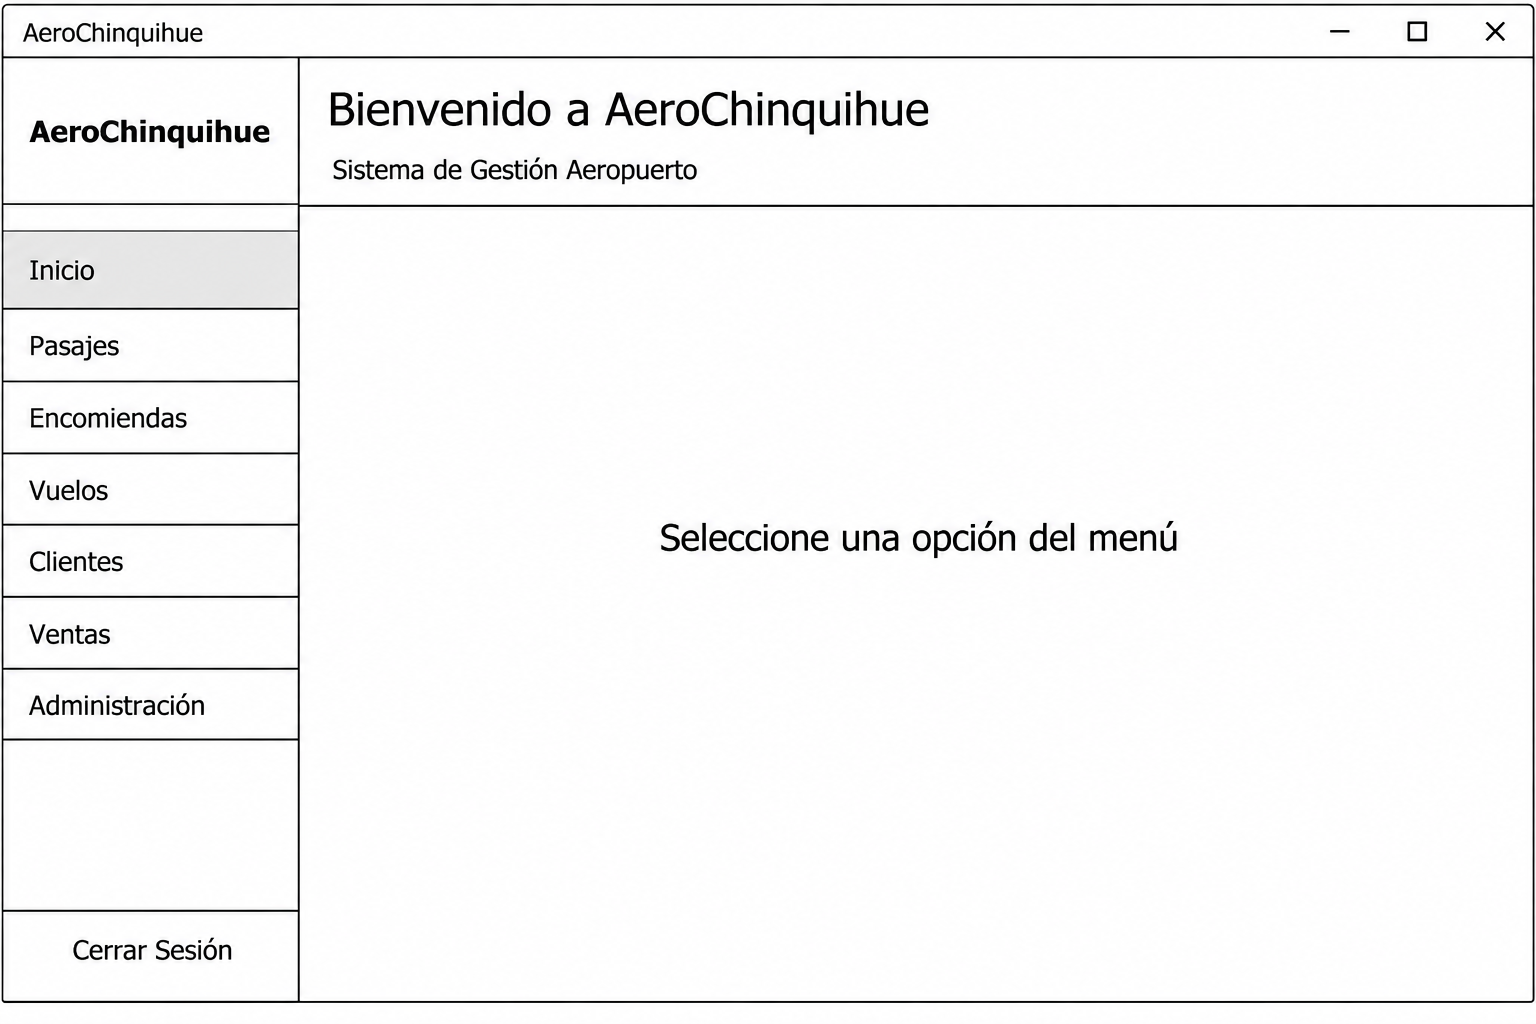 AeroChinquihue
AeroChinquihue
Bienvenido a AeroChinquihue
Sistema de Gestión Aeropuerto
Inicio
Pasajes
Encomiendas
Vuelos
Clientes
Ventas
Administración
Cerrar Sesión
Seleccione una opción del menú